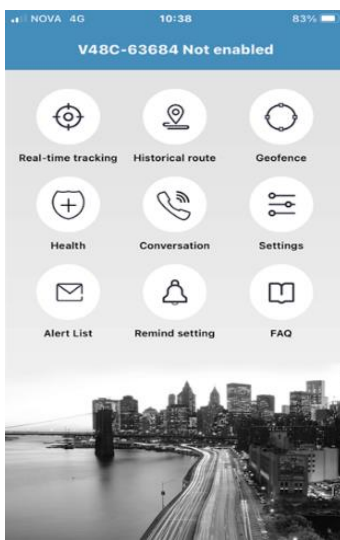 NOVA 4G 10:38 83%
V48C-63684 Not enabled
Real-time tracking Historical route Geofence
Health Conversation Settings
Alert List Remind setting FAQ